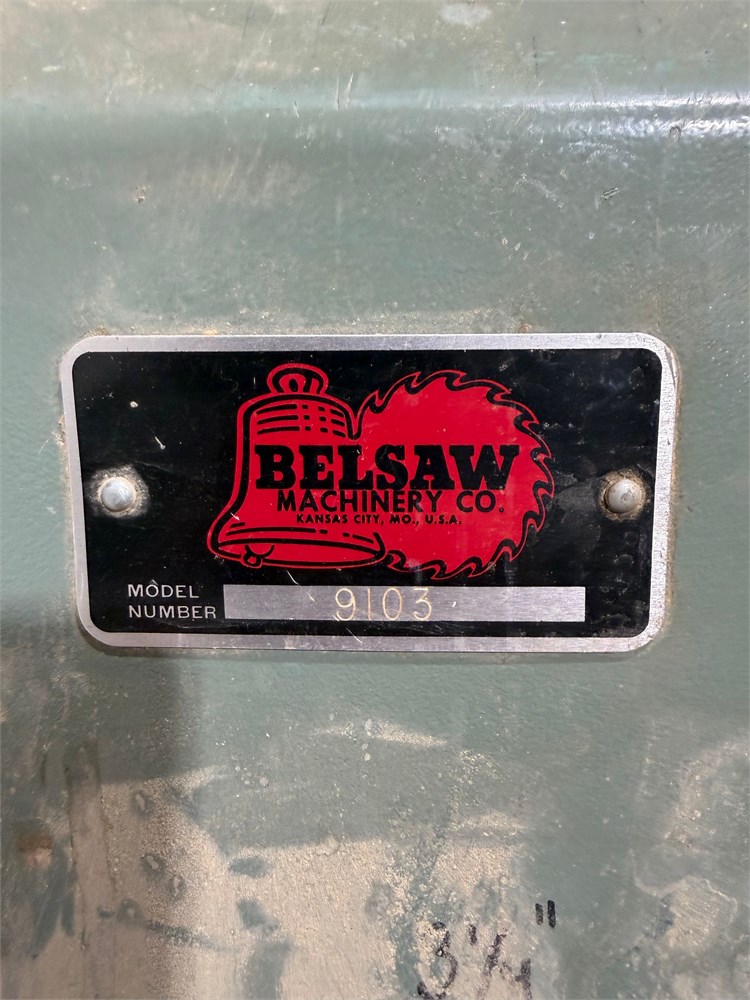 BELSAW
MACHINERY CO.
KANSAS CITY, MO., U.S.A.
MODEL
NUMBER 9103
3¼"